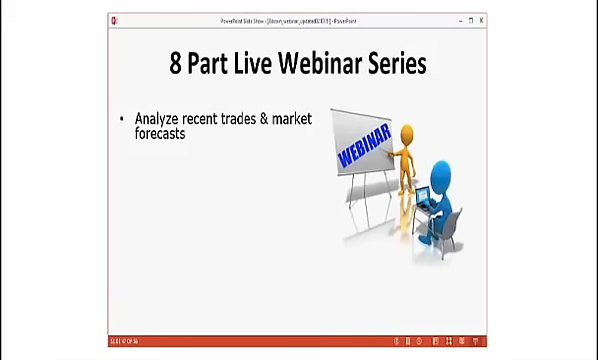 8 Part Live Webinar Series
• Analyze recent trades & market
forecasts
WEBINAR